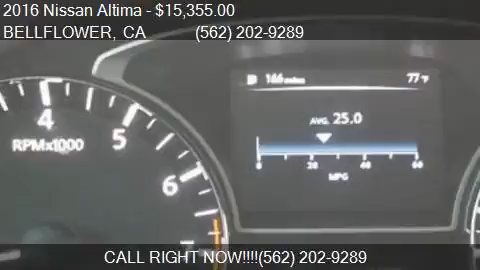 2016 Nissan Altima - $15,355.00
BELLFLOWER, CA (562) 202-9289
166 miles 77 °F
4
5
6
RPMx1000
AVG. 25.0
0 20 40 60
MPG
CALL RIGHT NOW!!!!(562) 202-9289